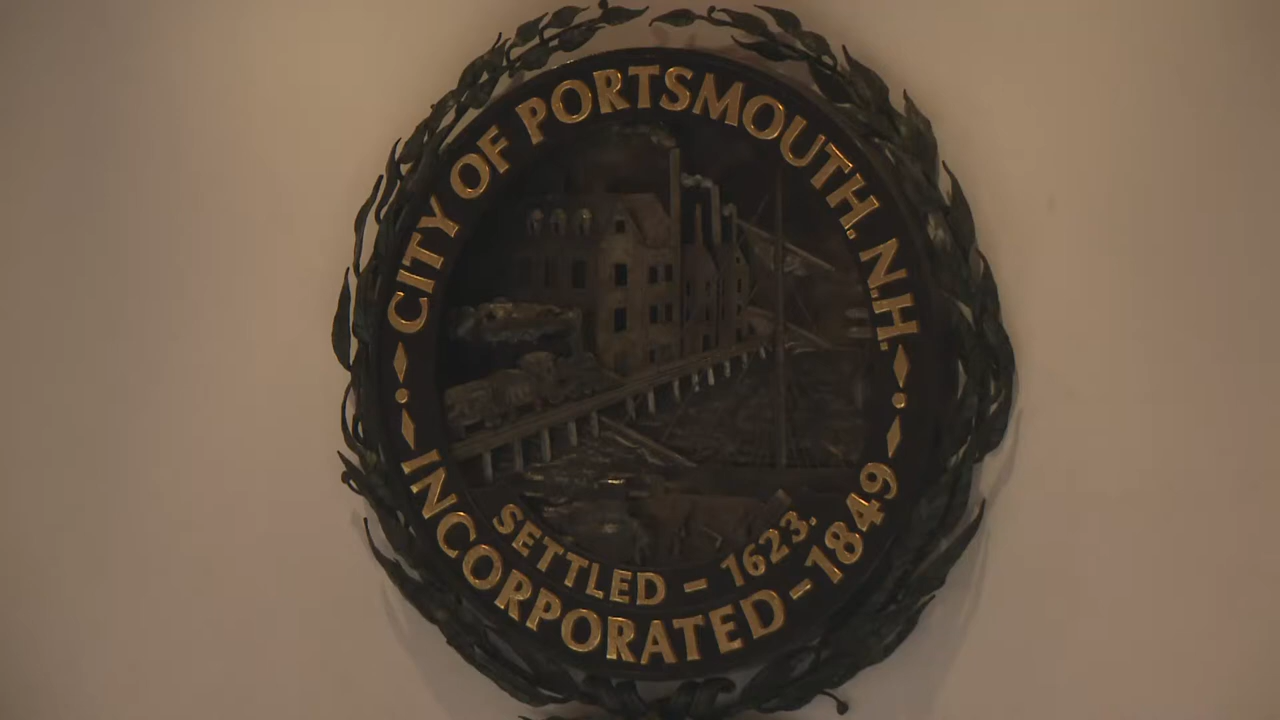 CITY OF PORTSMOUTH. N.H.
SETTLED – 1623.
INCORPORATED – 1849